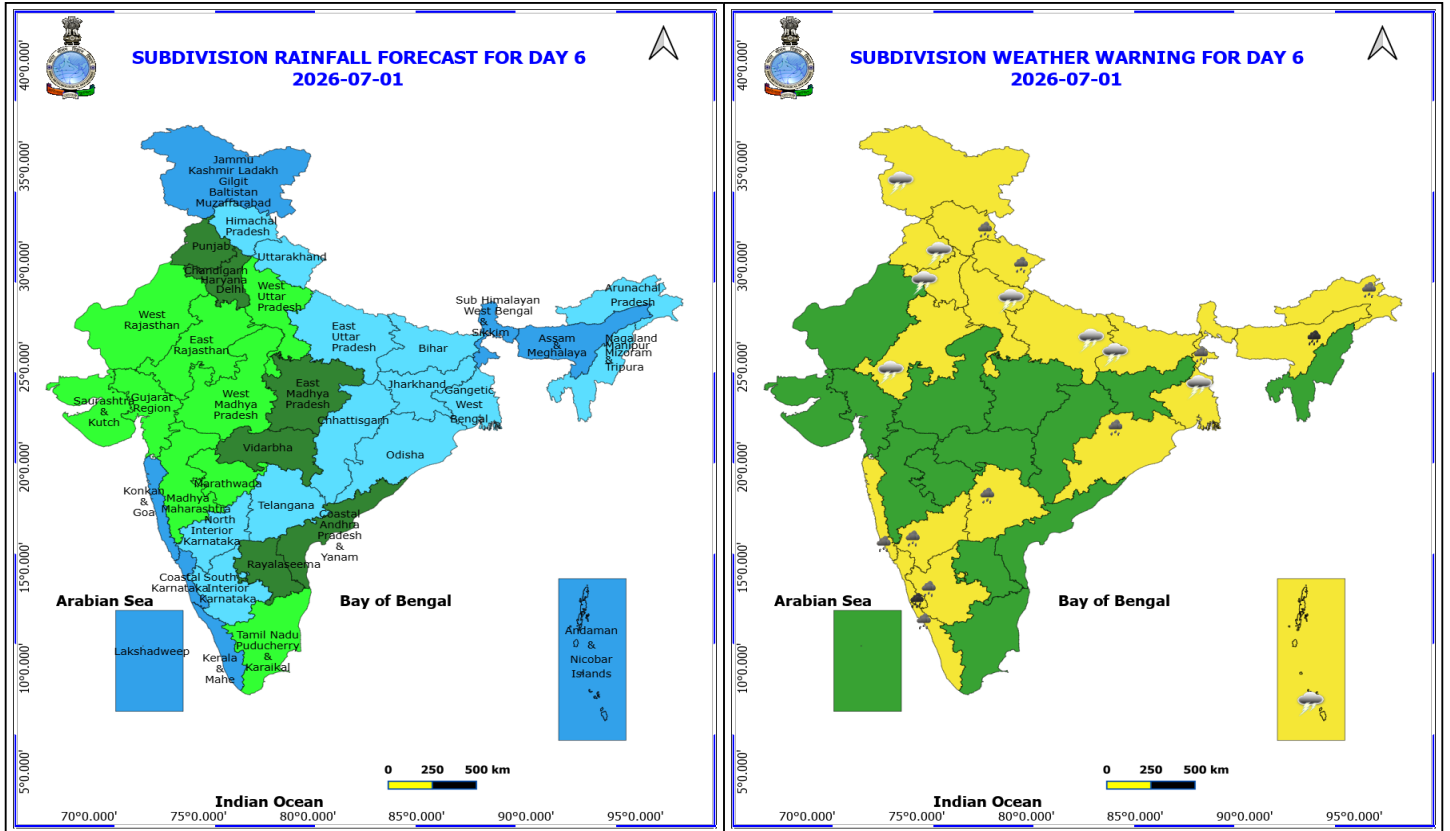 SUBDIVISION RAINFALL FORECAST FOR DAY 6
2026-07-01
40°0.000'
35°0.000'
30°0.000'
25°0.000'
20°0.000'
15°0.000'
10°0.000'
5°0.000'
Jammu
Kashmir Ladakh
Gilgit
Baltistan
Muzaffarabad
Himachal
Pradesh
Punjab
Uttarakhand
Chandigarh
Haryana
Delhi
West
Uttar
Pradesh
West
Rajasthan
East
Rajasthan
East
Uttar
Pradesh
Bihar
Sub Himalayan
West Bengal
&
Sikkim
Arunachal
Pradesh
Assam
&
Meghalaya
Nagaland
Manipur
Mizoram
&
Tripura
Saurashtra
&
Kutch
Gujarat
Region
West
Madhya
Pradesh
East
Madhya
Pradesh
Jharkhand
Gangetic
West
Bengal
Chhattisgarh
Vidarbha
Odisha
Konkan
&
Goa
Madhya
Maharashtra
Marathwada
Telangana
North
Interior
Karnataka
Coastal
Andhra
Pradesh
&
Yanam
Rayalaseema
Coastal
Karnataka
South
Interior
Karnataka
Arabian Sea
Bay of Bengal
Lakshadweep
Kerala
&
Mahe
Tamil Nadu
Puducherry
&
Karaikal
Andaman
&
Nicobar
Islands
0 250 500 km
Indian Ocean
70°0.000' 75°0.000' 80°0.000' 85°0.000' 90°0.000' 95°0.000'
SUBDIVISION WEATHER WARNING FOR DAY 6
2026-07-01
40°0.000'
35°0.000'
30°0.000'
25°0.000'
20°0.000'
15°0.000'
10°0.000'
5°0.000'
Arabian Sea
Bay of Bengal
0 250 500 km
Indian Ocean
70°0.000' 75°0.000' 80°0.000' 85°0.000' 90°0.000' 95°0.000'